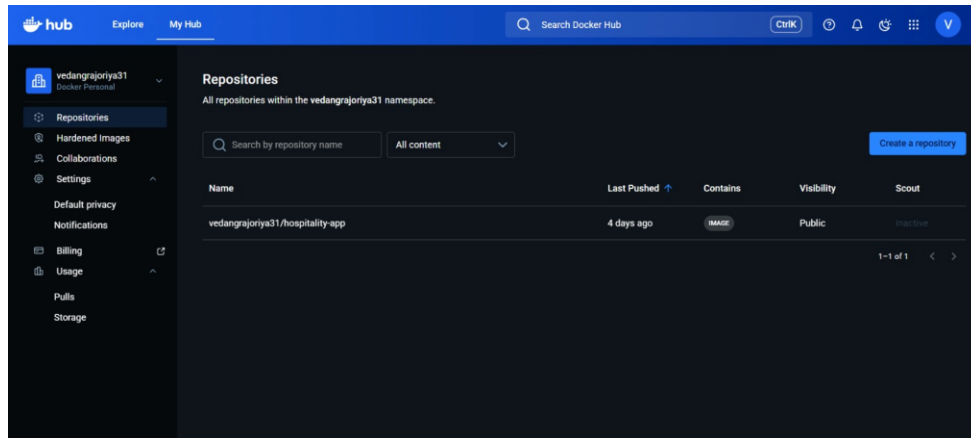 hub Explore My Hub Search Docker Hub CtrlK V
vedangrajoriya31
Docker Personal
Repositories
Hardened Images
Collaborations
Settings
Default privacy
Notifications
Billing
Usage
Pulls
Storage
Repositories
All repositories within the vedangrajoriya31 namespace.
Search by repository name All content Create a repository
Name Last Pushed ↑ Contains Visibility Scout
vedangrajoriya31/hospitality-app 4 days ago IMAGE Public Inactive
1–1 of 1